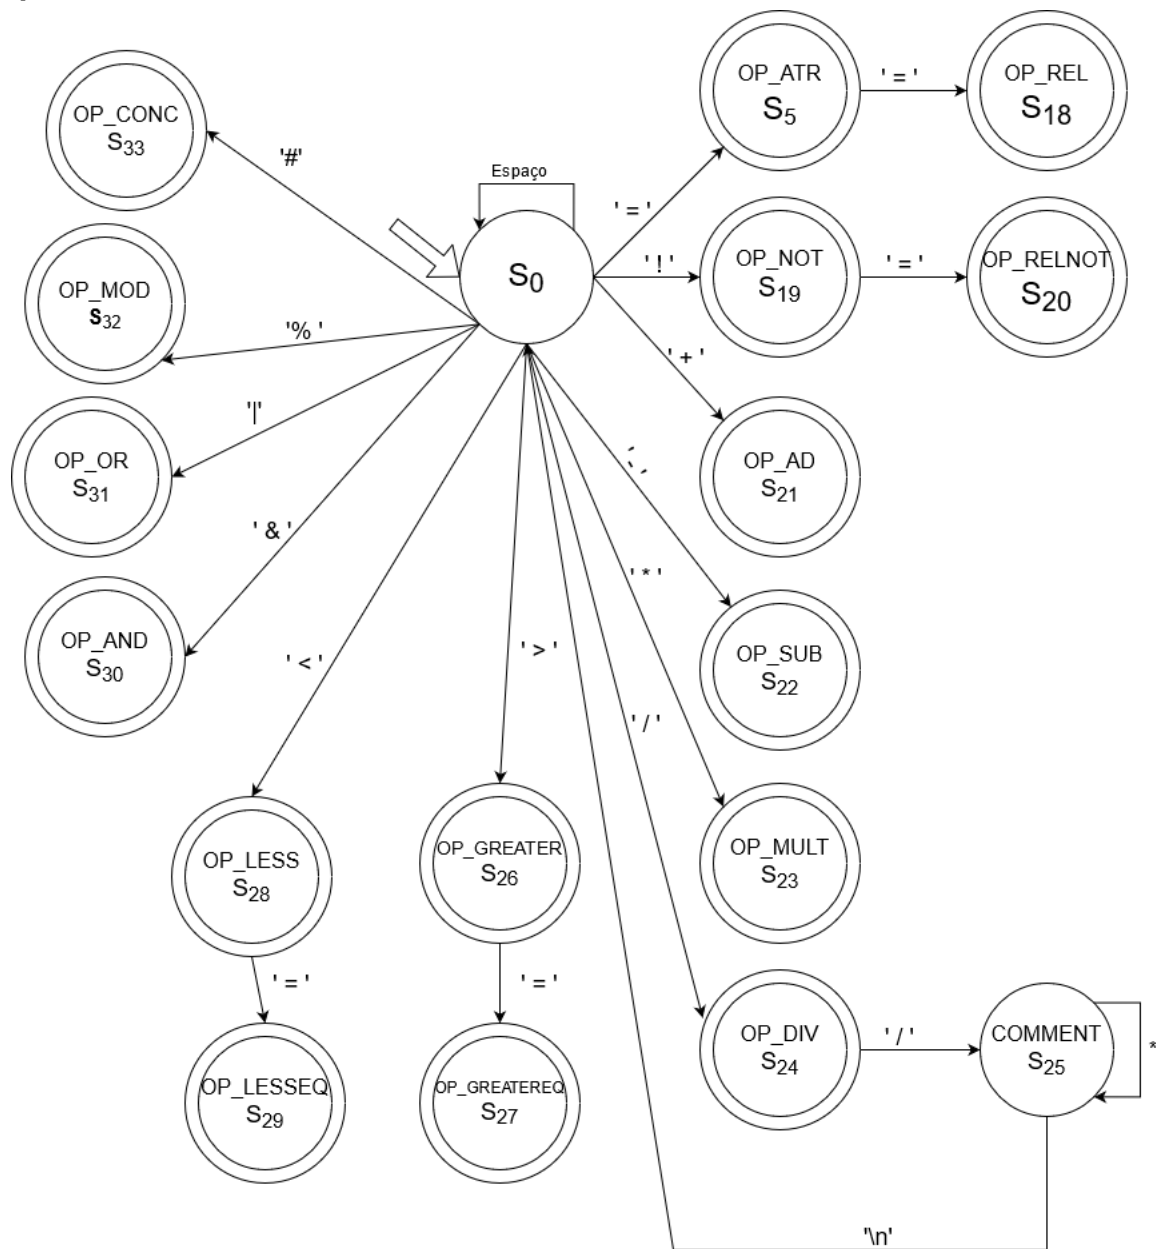 OP_ATR
S5
' = '
OP_REL
S18
OP_CONC
S33
'#'
Espaço
' = '
S0
' ! '
OP_NOT
S19
' = '
OP_RELNOT
S20
OP_MOD
S32
'% '
' + '
'|'
OP_OR
S31
OP_AD
S21
' - '
' & '
' * '
OP_AND
S30
' < '
' > '
OP_SUB
S22
' / '
OP_LESS
S28
OP_GREATER
S26
OP_MULT
S23
' = '
' = '
OP_DIV
S24
' / '
COMMENT
S25
*
OP_LESSEQ
S29
OP_GREATEREQ
S27
'\n'